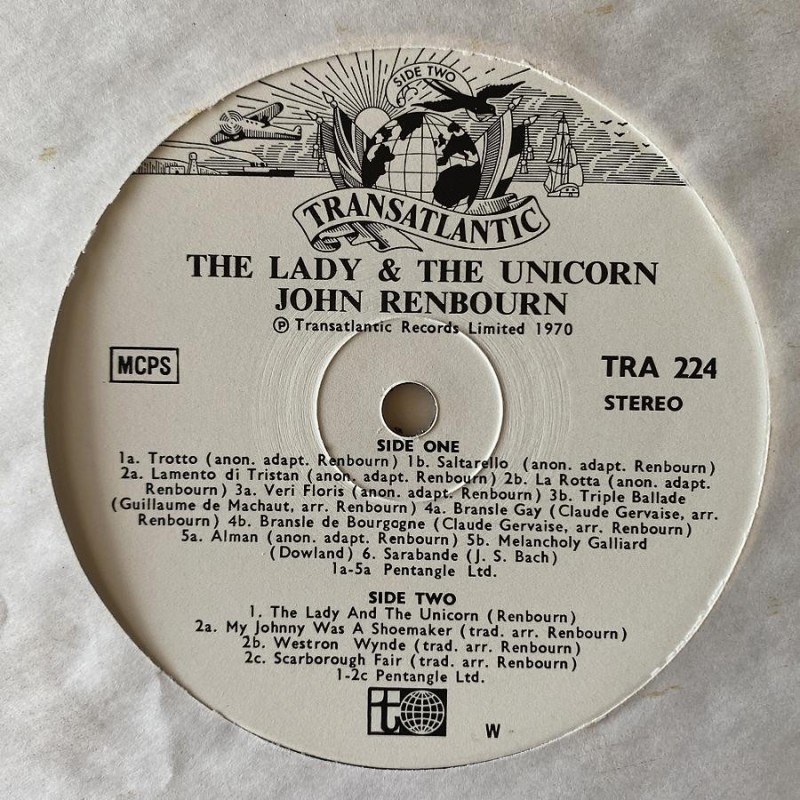 SIDE TWO
TRANSATLANTIC
THE LADY & THE UNICORN
JOHN RENBOURN
Ⓟ Transatlantic Records Limited 1970
MCPS
TRA 224
STEREO
SIDE ONE
1a. Trotto (anon. adapt. Renbourn) 1b. Saltarello (anon. adapt. Renbourn)
2a. Lamento di Tristan (anon. adapt. Renbourn) 2b. La Rotta (anon. adapt.
Renbourn) 3a. Veri Floris (anon. adapt. Renbourn) 3b. Triple Ballade
(Guillaume de Machaut, arr. Renbourn) 4a. Bransle Gay (Claude Gervaise, arr.
Renbourn) 4b. Bransle de Bourgogne (Claude Gervaise, arr. Renbourn)
5a. Alman (anon. adapt. Renbourn) 5b. Melancholy Galliard
(Dowland) 6. Sarabande (J. S. Bach)
1a-5a Pentangle Ltd.
SIDE TWO
1. The Lady And The Unicorn (Renbourn)
2a. My Johnny Was A Shoemaker (trad. arr. Renbourn)
2b. Westron Wynde (trad. arr. Renbourn)
2c. Scarborough Fair (trad. arr. Renbourn)
1-2c Pentangle Ltd.
t
W